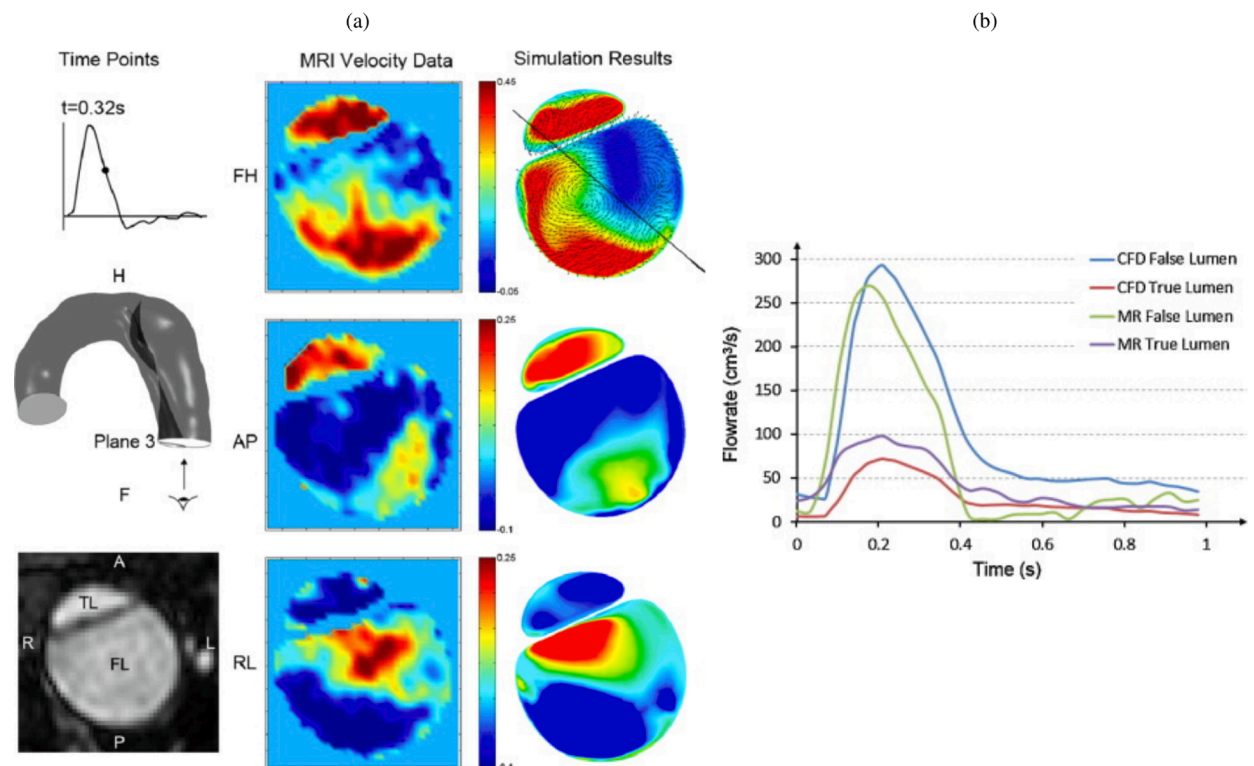 (a)
Time Points
MRI Velocity Data
Simulation Results
t=0.32s
FH
0.45
-0.05
H
Plane 3
F
AP
0.25
-0.1
A
TL
R
L
FL
P
RL
0.25
(b)
CFD False Lumen
CFD True Lumen
MR False Lumen
MR True Lumen
Flowrate (cm³/s)
300
250
200
150
100
50
0
0
0.2
0.4
0.6
0.8
1
Time (s)